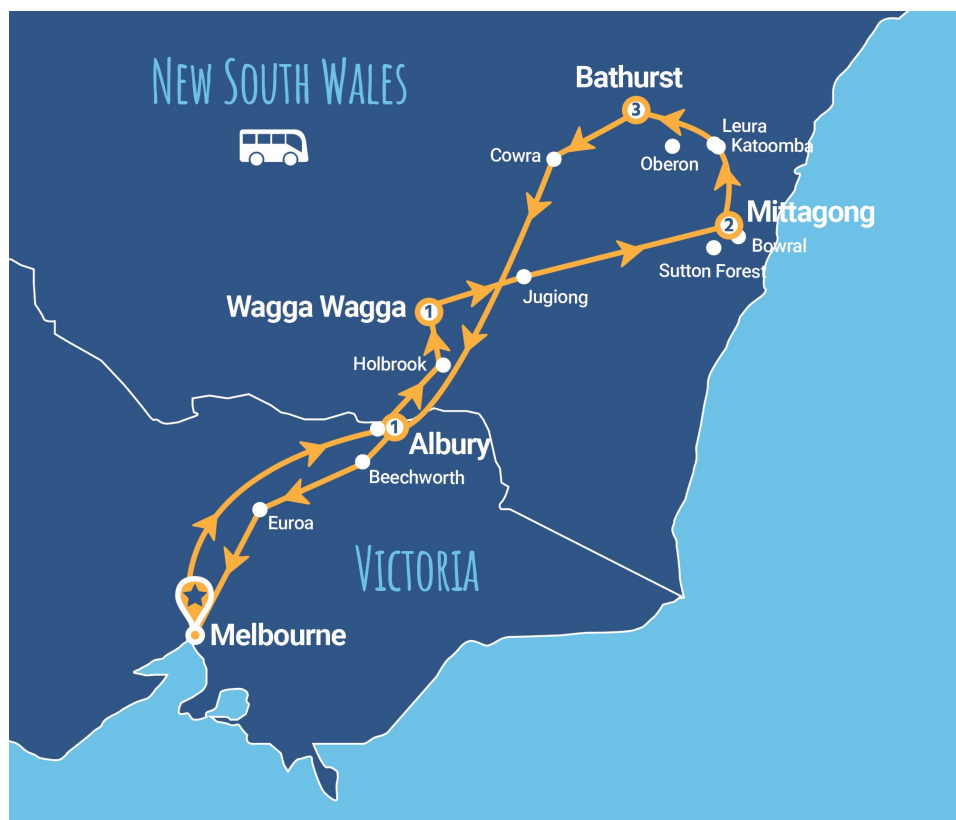 NEW SOUTH WALES
Bathurst
3
Leura
Katoomba
Cowra
Oberon
Mittagong
2
Bowral
Sutton Forest
Jugiong
Wagga Wagga
1
Holbrook
1
Albury
Beechworth
Euroa
VICTORIA
Melbourne